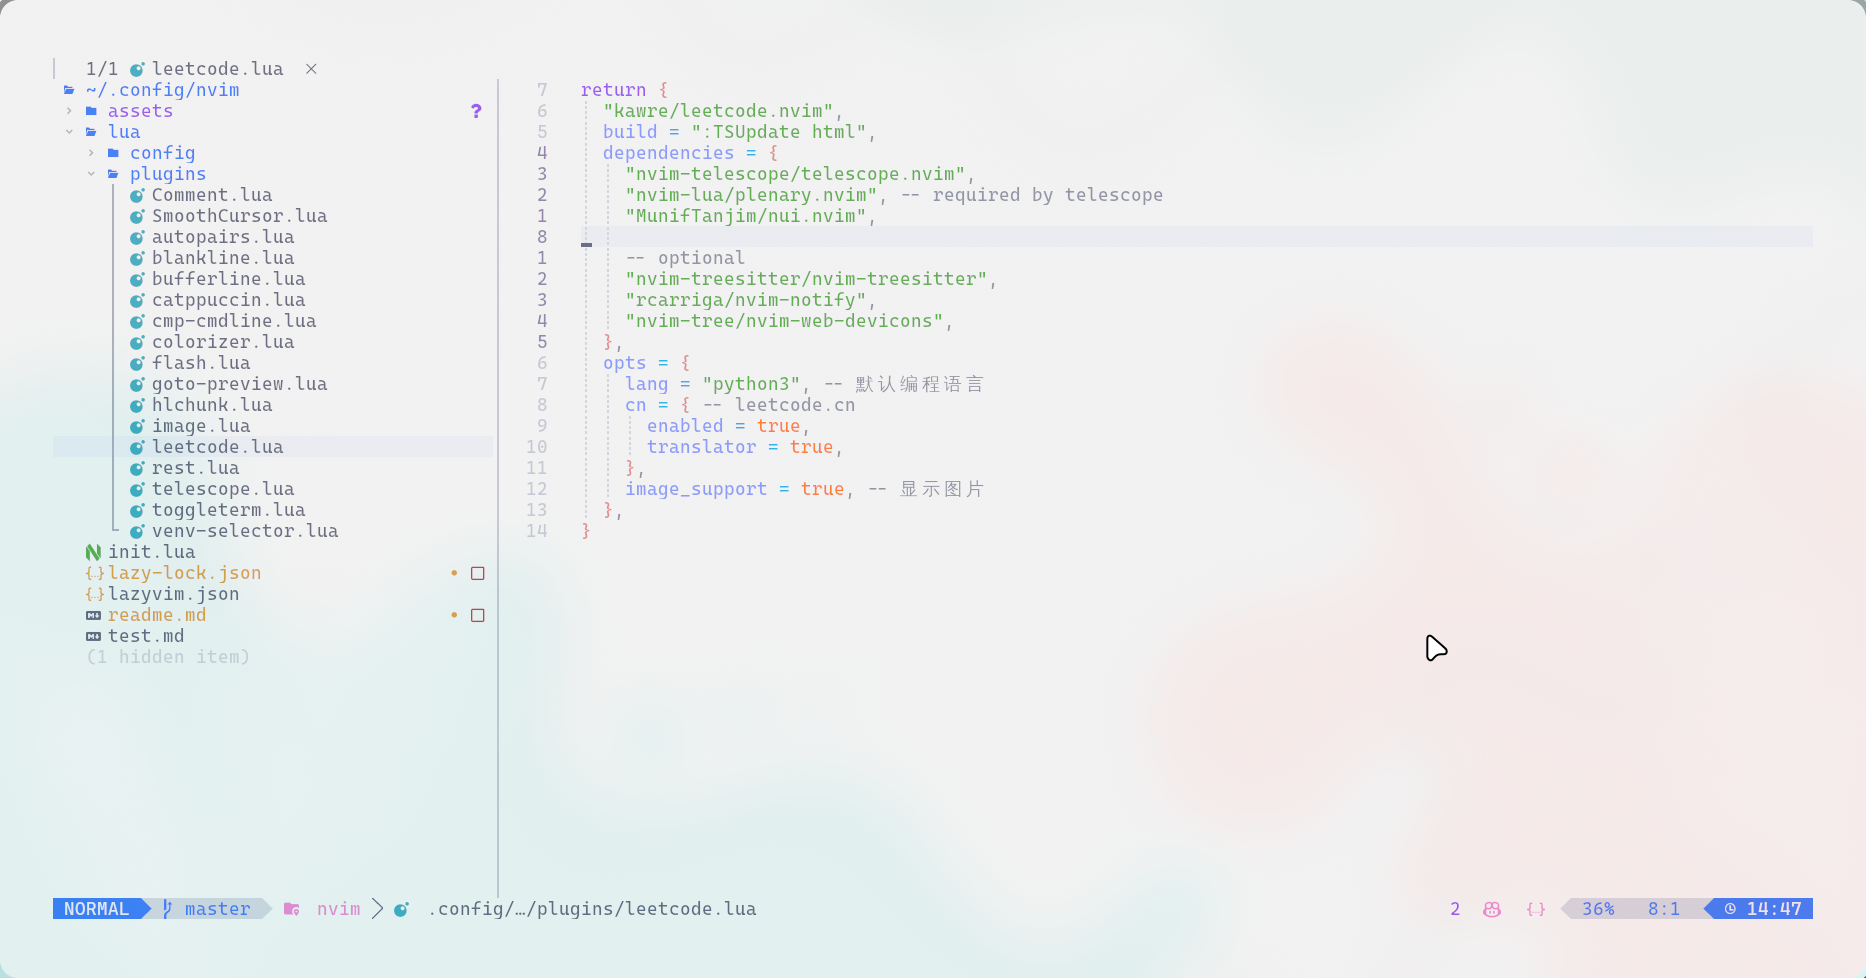 1/1 leetcode.lua ×
~/.config/nvim
assets ?
lua
config
plugins
Comment.lua
SmoothCursor.lua
autopairs.lua
blankline.lua
bufferline.lua
catppuccin.lua
cmp-cmdline.lua
colorizer.lua
flash.lua
goto-preview.lua
hlchunk.lua
image.lua
leetcode.lua
rest.lua
telescope.lua
toggleterm.lua
venv-selector.lua
init.lua
{..} lazy-lock.json
{..} lazyvim.json
readme.md
test.md
(1 hidden item)
7 return {
6 "kawre/leetcode.nvim",
5 build = ":TSUpdate html",
4 dependencies = {
3 "nvim-telescope/telescope.nvim",
2 "nvim-lua/plenary.nvim", -- required by telescope
1 "MunifTanjim/nui.nvim",
8
1 -- optional
2 "nvim-treesitter/nvim-treesitter",
3 "rcarriga/nvim-notify",
4 "nvim-tree/nvim-web-devicons",
5 },
6 opts = {
7 lang = "python3", -- 默认编程语言
8 cn = { -- leetcode.cn
9 enabled = true,
10 translator = true,
11 },
12 image_support = true, -- 显示图片
13 },
14 }
NORMAL master nvim .config/…/plugins/leetcode.lua 2 {..} 36% 8:1 14:47